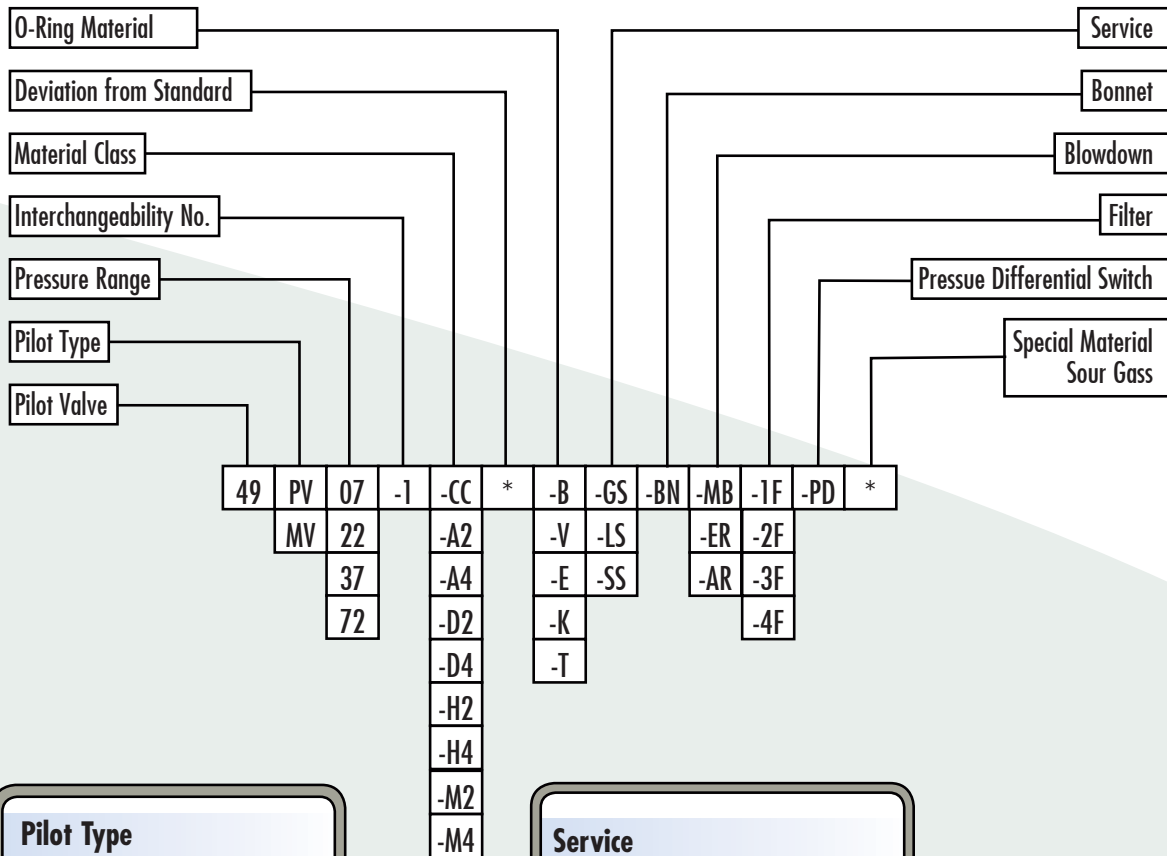 O-Ring Material
Service
Deviation from Standard
Bonnet
Material Class
Blowdown
Interchangeability No.
Filter
Pressure Range
Pressue Differential Switch
Pilot Type
Special Material
Sour Gass
Pilot Valve
49 PV 07 -1 -CC * -B -GS -BN -MB -1F -PD *
MV 22 -A2 -V -LS -ER -2F
37 -A4 -E -SS -AR -3F
72 -D2 -K -4F
-D4 -T
-H2
-H4
-M2
-M4
Pilot Type
Service